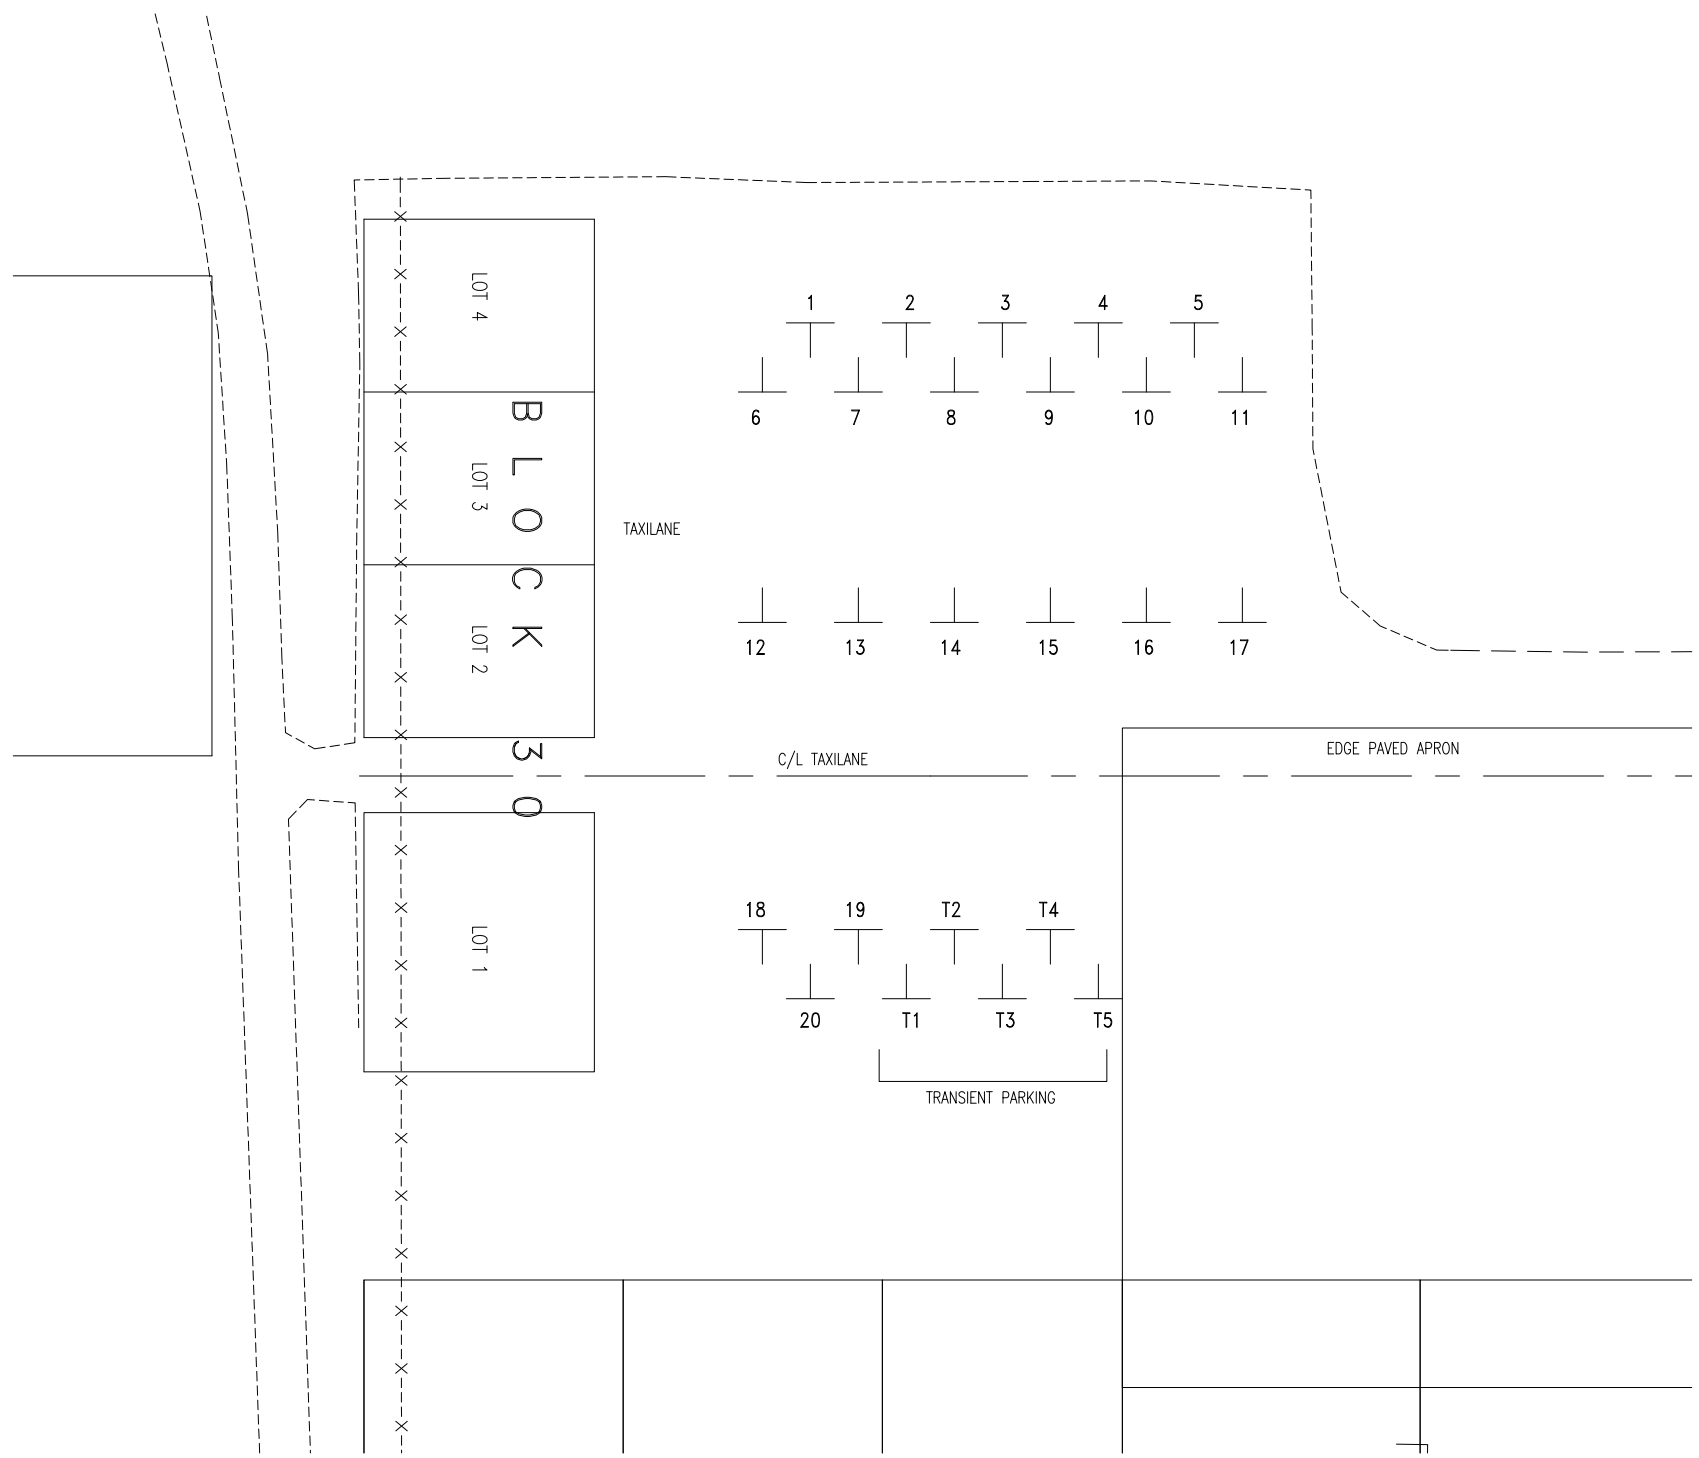 LOT 4
1 2 3 4 5
6 7 8 9 10 11
BLOCK 30
LOT 3
TAXILANE
LOT 2
12 13 14 15 16 17
C/L TAXILANE
EDGE PAVED APRON
LOT 1
18 19 T2 T4
20 T1 T3 T5
TRANSIENT PARKING